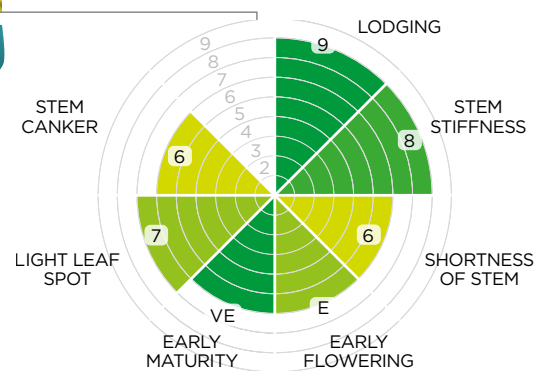 LODGING
9
8
7
6
5
4
3
2
9
STEM
STIFFNESS
8
SHORTNESS
OF STEM
6
EARLY
FLOWERING
E
EARLY
MATURITY
VE
LIGHT LEAF
SPOT
7
STEM
CANKER
6